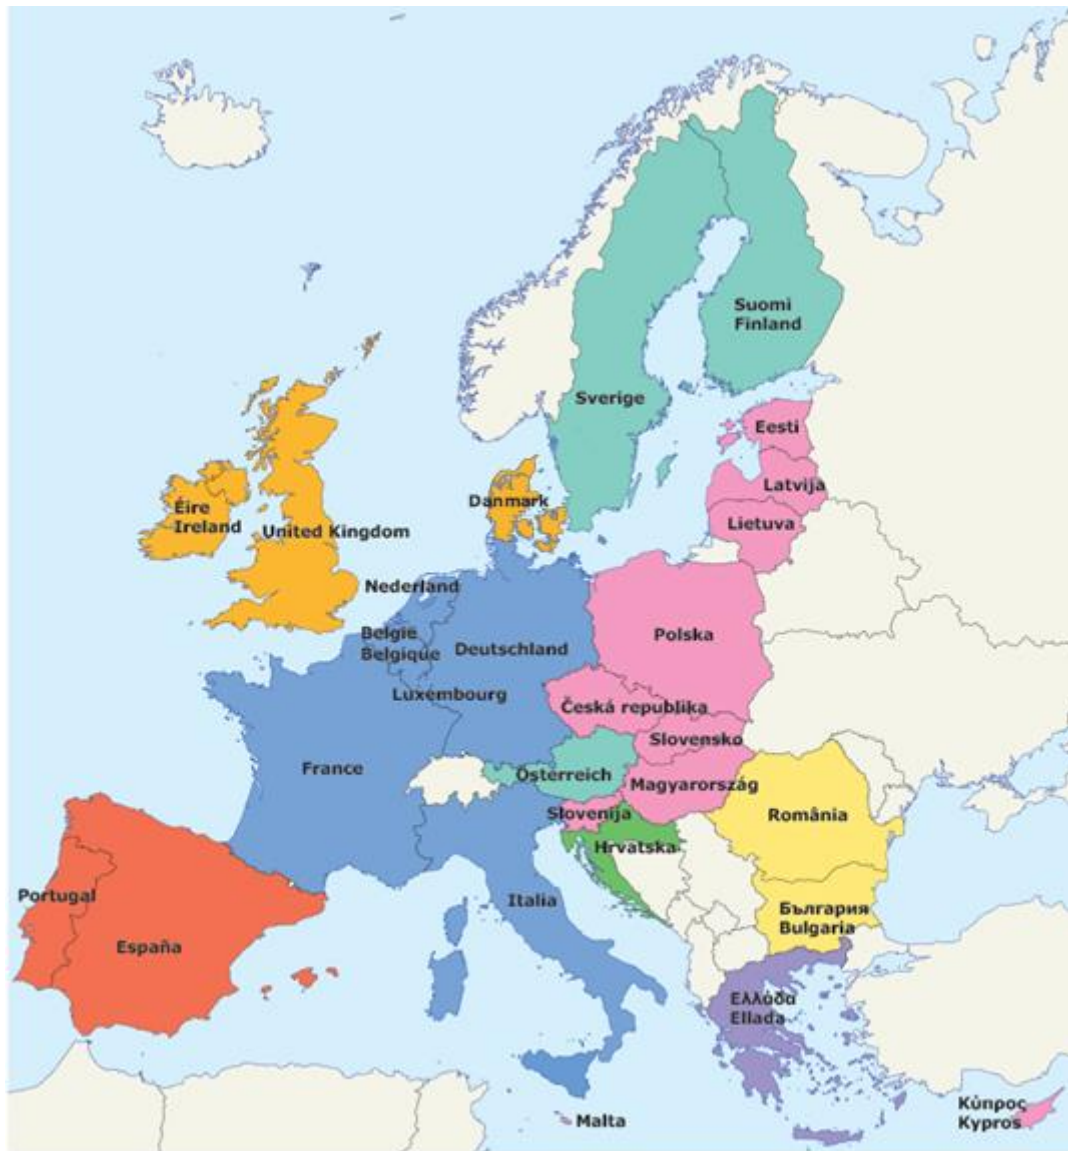 Suomi
Finland
Sverige
Eesti
Latvija
Lietuva
Danmark
Éire
Ireland
United Kingdom
Nederland
België
Belgique
Deutschland
Luxembourg
Polska
Česká republika
Slovensko
Österreich
Magyarország
France
Slovenija
Hrvatska
România
Portugal
España
Italia
България
Bulgaria
Ελλάδα
Ellada
Malta
Κύπρος
Kypros